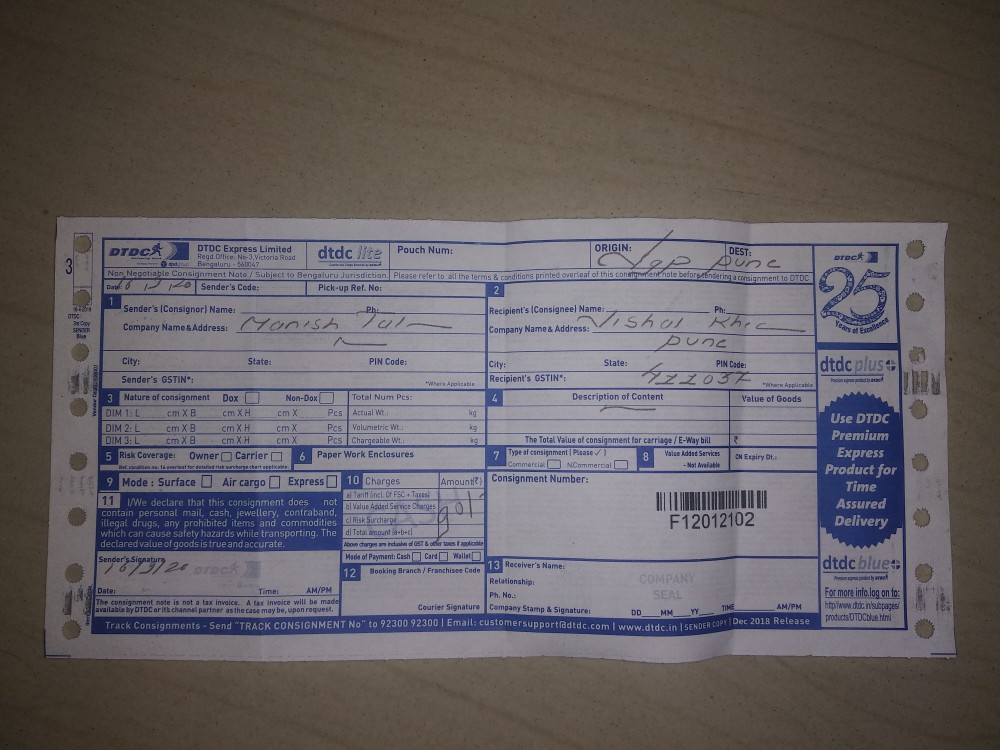 DTDC
DTDC Express Limited
Regd. Office: No-3, Victoria Road
Bengaluru - 560047
dtdc lite
Pouch Num:
ORIGIN: Ngp
DEST: Pune
DTDC
Non Negotiable Consignment Note / Subject to Bengaluru Jurisdiction.
Please refer to all the terms & conditions printed overleaf of this consignment note before tendering a consignment to DTDC
3
Date:
Sender's Code:
Pick-up Ref. No:
1
Sender's (Consignor) Name: Ph:
Company Name & Address: Manish
City: State: PIN Code:
Sender's GSTIN*: *Where Applicable
2
Recipient's (Consignee) Name: Ph:
Company Name & Address: Vishal
Pune
City: State: PIN Code:
Recipient's GSTIN*: 411037 *Where Applicable
25
Years of Excellence
dtdc plus
Use DTDC
Premium
Express
Product for
Time
Assured
Delivery
dtdc blue
For more info.log on to:
http//www.dtdc.in/subpages/
products/DTDCblue.html
3 Nature of consignment Dox Non-Dox
Total Num Pcs:
DIM 1: L cm X B cm X H cm X Pcs
Actual Wt.: kg
DIM 2: L cm X B cm X H cm X Pcs
Volumetric Wt.: kg
DIM 3: L cm X B cm X H cm X Pcs
Chargeable Wt.: kg
4 Description of Content
Value of Goods
The Total Value of consignment for carriage / E-Way bill ₹
5 Risk Coverage: Owner Carrier
6 Paper Work Enclosures
7 Type of consignment [ Please ✓ ]
Commercial NCommercial
8 Value Added Services
- Not Available
CN Expiry Dt.:
9 Mode : Surface Air cargo Express
10 Charges Amount(₹)
a) Tariff (incl. Of FSC + Taxes)
b) Value Added Service Charges
c) Risk Surcharge
d) Total amount (a+b+c)
Above charges are inclusive of GST & other taxes if applicable
Mode of Payment: Cash Card Wallet
11 I/We declare that this consignment does not
contain personal mail, cash, jewellery, contraband,
illegal drugs, any prohibited items and commodities
which can cause safety hazards while transporting. The
declared value of goods is true and accurate.
Sender's Signature
10/3/20
Date: Time: AM/PM
The consignment note is not a tax invoice. A tax invoice will be made
available by DTDC or its channel partner as the case may be, upon request.
12 Booking Branch / Franchisee Code
Courier Signature
Consignment Number:
F12012102
13 Receiver's Name:
Relationship:
Ph. No.:
Company Stamp & Signature:
COMPANY
SEAL
DD MM YY TIME AM/PM
Track Consignments - Send "TRACK CONSIGNMENT No" to 92300 92300 | Email: customersupport@dtdc.com | www.dtdc.in | SENDER COPY | Dec 2018 Release